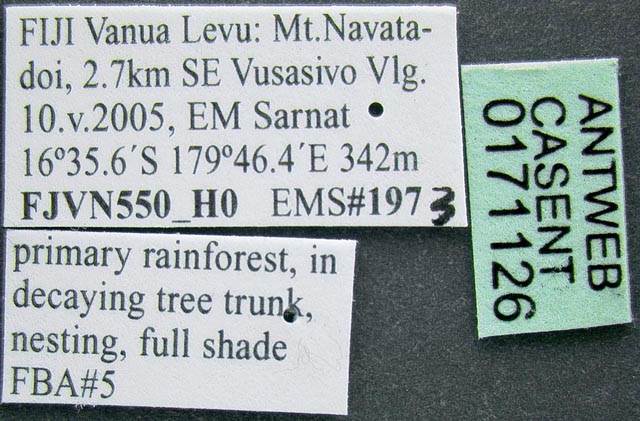 FIJI Vanua Levu: Mt.Navata-
doi, 2.7km SE Vusasivo Vlg.
10.v.2005, EM Sarnat
16º35.6´S 179º46.4´E 342m
FJVN550_H0 EMS#1973
primary rainforest, in
decaying tree trunk,
nesting, full shade
FBA#5
ANTWEB
CASENT
0171126